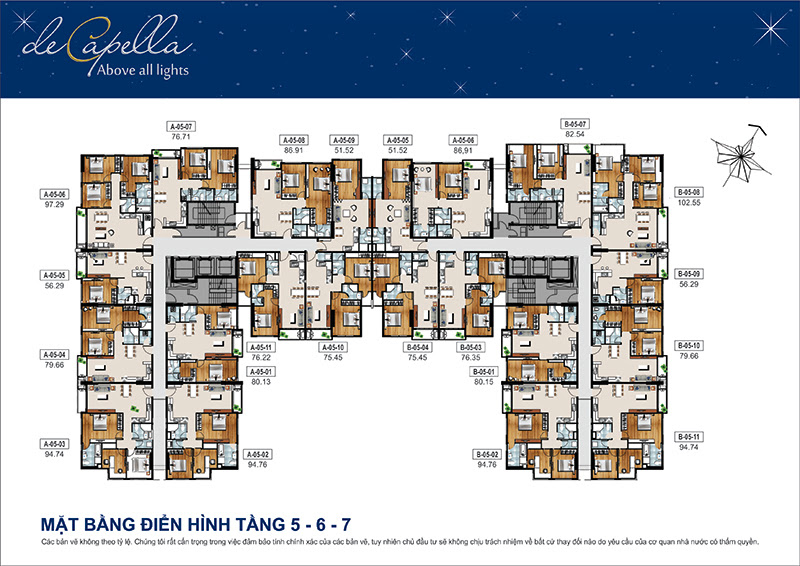 de Capella
Above all lights
A-05-07
76.71
A-05-08
86.91
A-05-09
51.52
A-05-05
51.52
A-05-06
86,91
B-05-07
82.54
A-05-06
97.29
B-05-08
102.55
A-05-05
56.29
B-05-09
56.29
A-05-04
79.66
A-05-11
76.22
A-05-10
75.45
B-05-04
75.45
B-05-03
76.35
B-05-10
79.66
A-05-01
80.13
B-05-01
80.15
A-05-03
94.74
A-05-02
94.76
B-05-02
94.76
B-05-11
94.74
MẶT BẰNG ĐIỂN HÌNH TẦNG 5 - 6 - 7
Các bản vẽ không theo tỷ lệ. Chúng tôi rất cẩn trọng trong việc đảm bảo tính chính xác của các bản vẽ, tuy nhiên chủ đầu tư sẽ không chịu trách nhiệm về bất cứ thay đổi nào do yêu cầu của cơ quan nhà nước có thẩm quyền.